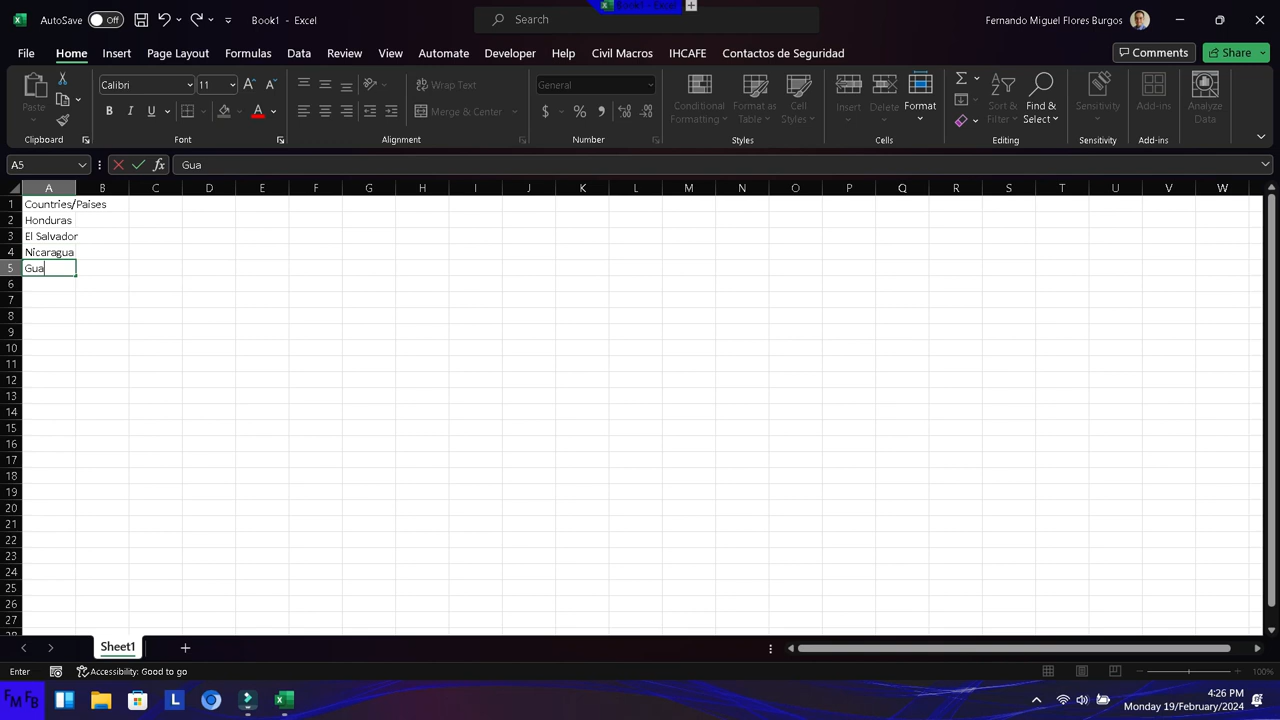 AutoSave Off Book1 - Excel Search Book1 - Excel Fernando Miguel Flores Burgos
File Home Insert Page Layout Formulas Data Review View Automate Developer Help Civil Macros IHCAFE Contactos de Seguridad Comments Share
Paste Calibri 11 Wrap Text General Conditional Formatting Format as Table Cell Styles Insert Delete Format Sort & Filter Find & Select Sensitivity Add-ins Analyze Data
B I U A Merge & Center $ %
Clipboard Font Alignment Number Styles Cells Editing Sensitivity Add-ins
A5 fx Gua
A B C D E F G H I J K L M N O P Q R S T U V W
1 Countries/Paises
2 Honduras
3 El Salvador
4 Nicaragua
5 Gua
6
7
8
9
10
11
12
13
14
15
16
17
18
19
20
21
22
23
24
25
26
27
28
Sheet1
Enter Accessibility: Good to go 100%
FM FB L 4:26 PM
Monday 19/February/2024